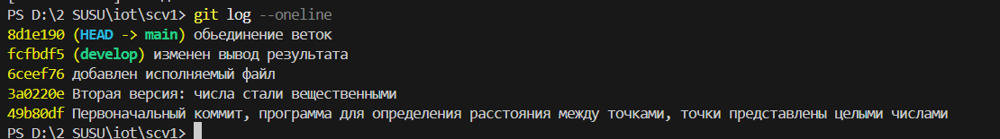 PS D:\2 SUSU\iot\scv1> git log --oneline
8d1e190 (HEAD -> main) обьединение веток
fcfbdf5 (develop) изменен вывод результата
6ceef76 добавлен исполняемый файл
3a0220e Вторая версия: числа стали вещественными
49b80df Первоначальный коммит, программа для определения расстояния между точками, точки представлены целыми числами
PS D:\2 SUSU\iot\scv1>